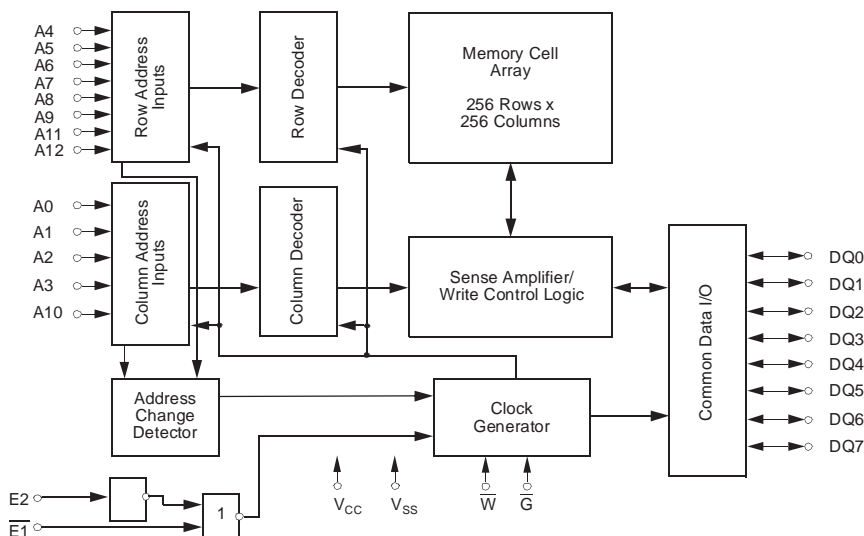 A4
A5
A6
A7
A8
A9
A11
A12
Row Address
Inputs
Row Decoder
Memory Cell
Array
256 Rows x
256 Columns
A0
A1
A2
A3
A10
Column Address
Inputs
Column Decoder
Sense Amplifier/
Write Control Logic
Common Data I/O
DQ0
DQ1
DQ2
DQ3
DQ4
DQ5
DQ6
DQ7
Address
Change
Detector
Clock
Generator
E2
E̅1̅
1
VCC
VSS
W̅
G̅